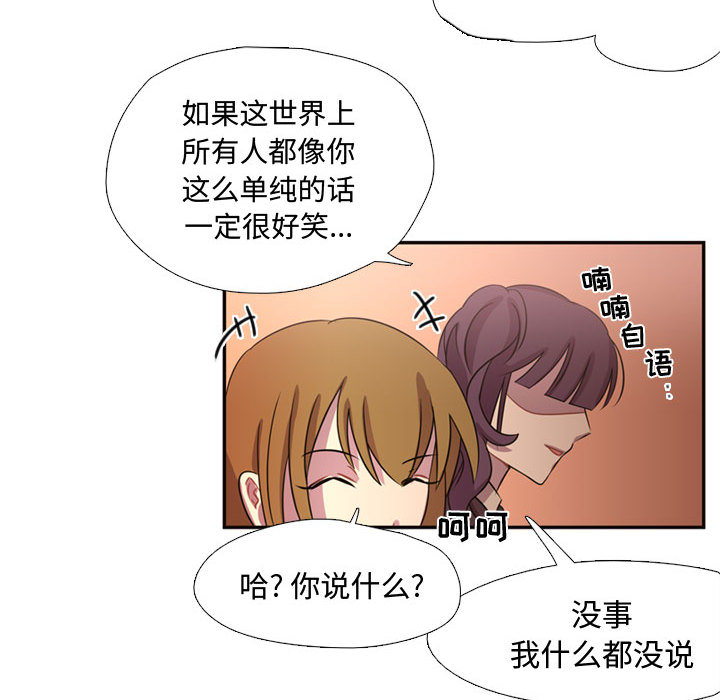 如果这世界上
所有人都像你
这么单纯的话
一定很好笑...
喃喃自语...
呵呵
哈? 你说什么?
没事
我什么都没说